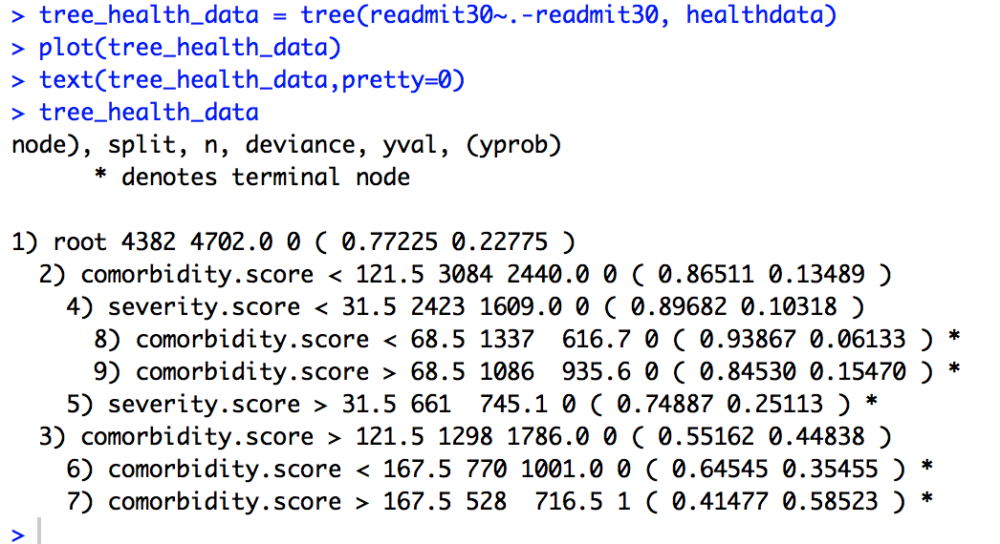 > tree_health_data = tree(readmit30~.-readmit30, healthdata)
> plot(tree_health_data)
> text(tree_health_data,pretty=0)
> tree_health_data
node), split, n, deviance, yval, (yprob)
      * denotes terminal node

1) root 4382 4702.0 0 ( 0.77225 0.22775 )
  2) comorbidity.score < 121.5 3084 2440.0 0 ( 0.86511 0.13489 )
    4) severity.score < 31.5 2423 1609.0 0 ( 0.89682 0.10318 )
      8) comorbidity.score < 68.5 1337  616.7 0 ( 0.93867 0.06133 ) *
      9) comorbidity.score > 68.5 1086  935.6 0 ( 0.84530 0.15470 ) *
    5) severity.score > 31.5 661  745.1 0 ( 0.74887 0.25113 ) *
  3) comorbidity.score > 121.5 1298 1786.0 0 ( 0.55162 0.44838 )
    6) comorbidity.score < 167.5 770 1001.0 0 ( 0.64545 0.35455 ) *
    7) comorbidity.score > 167.5 528  716.5 1 ( 0.41477 0.58523 ) *
>